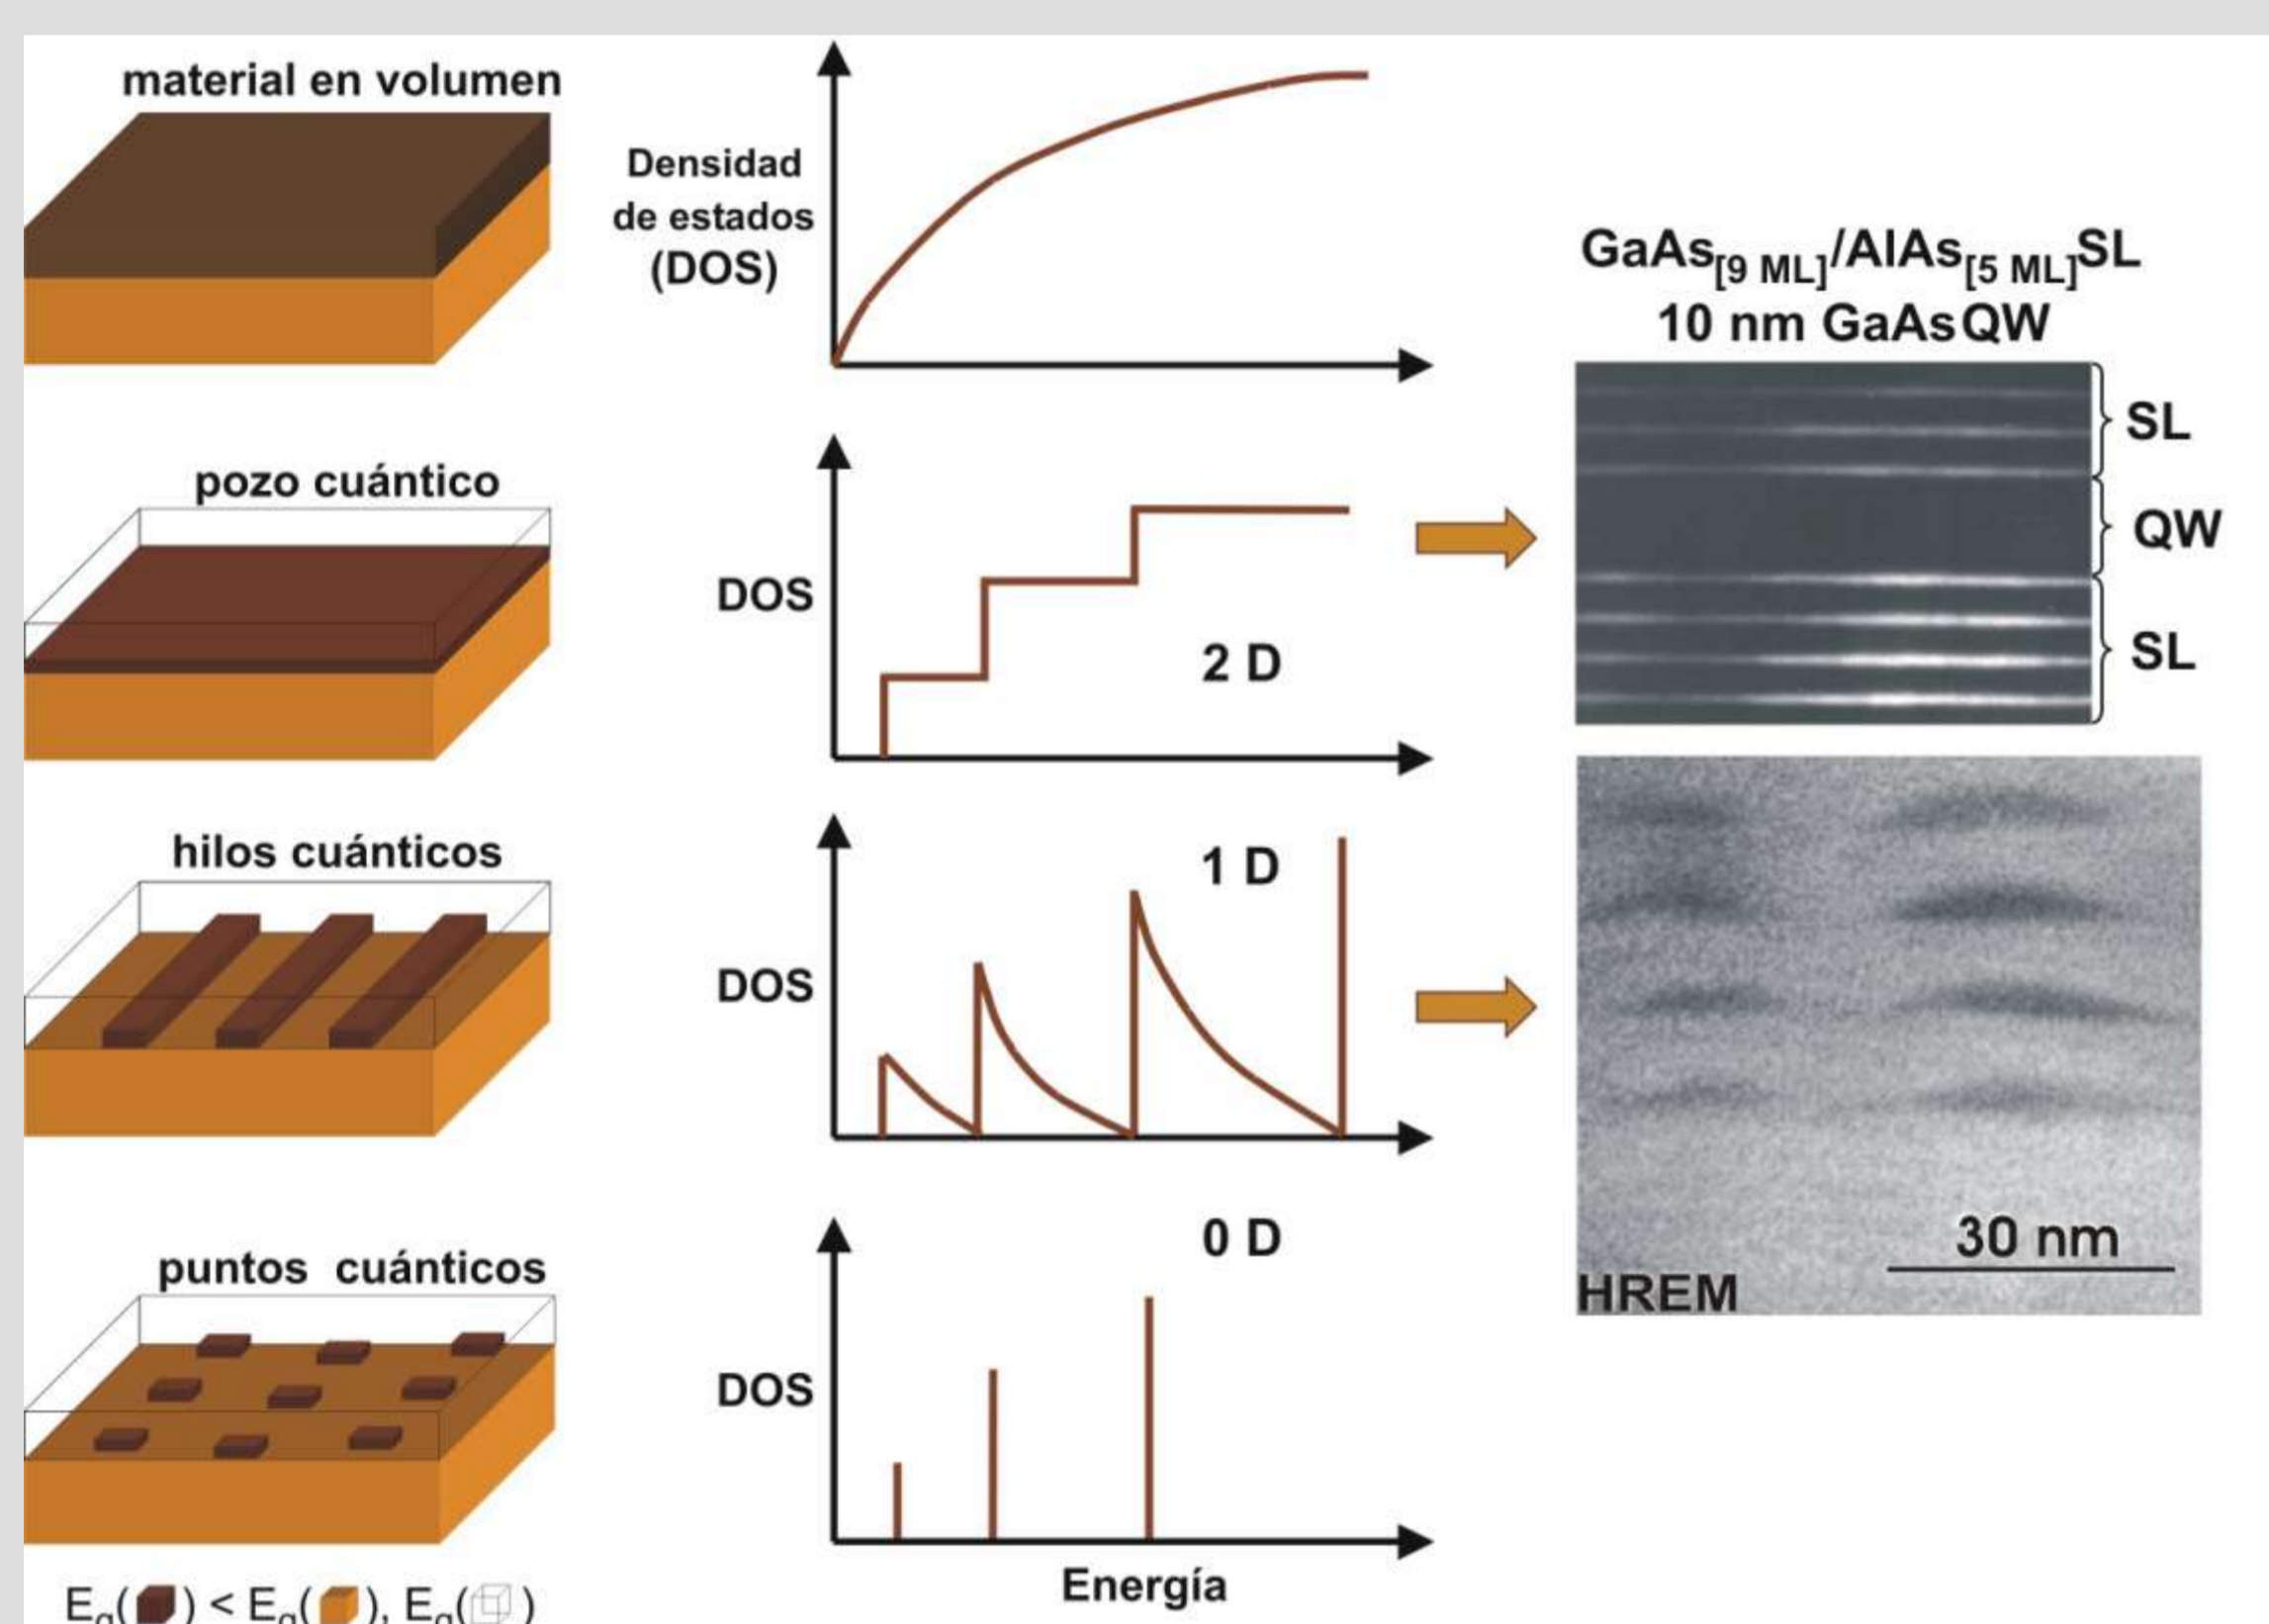 material en volumen
Densidad
de estados
(DOS)
GaAs[9 ML]/AlAs[5 ML]SL
10 nm GaAs QW
SL
QW
SL
pozo cuántico
DOS
2 D
hilos cuánticos
DOS
1 D
30 nm
HREM
puntos cuánticos
DOS
0 D
Energía
Eg( ) < Eg( ), Eg( )